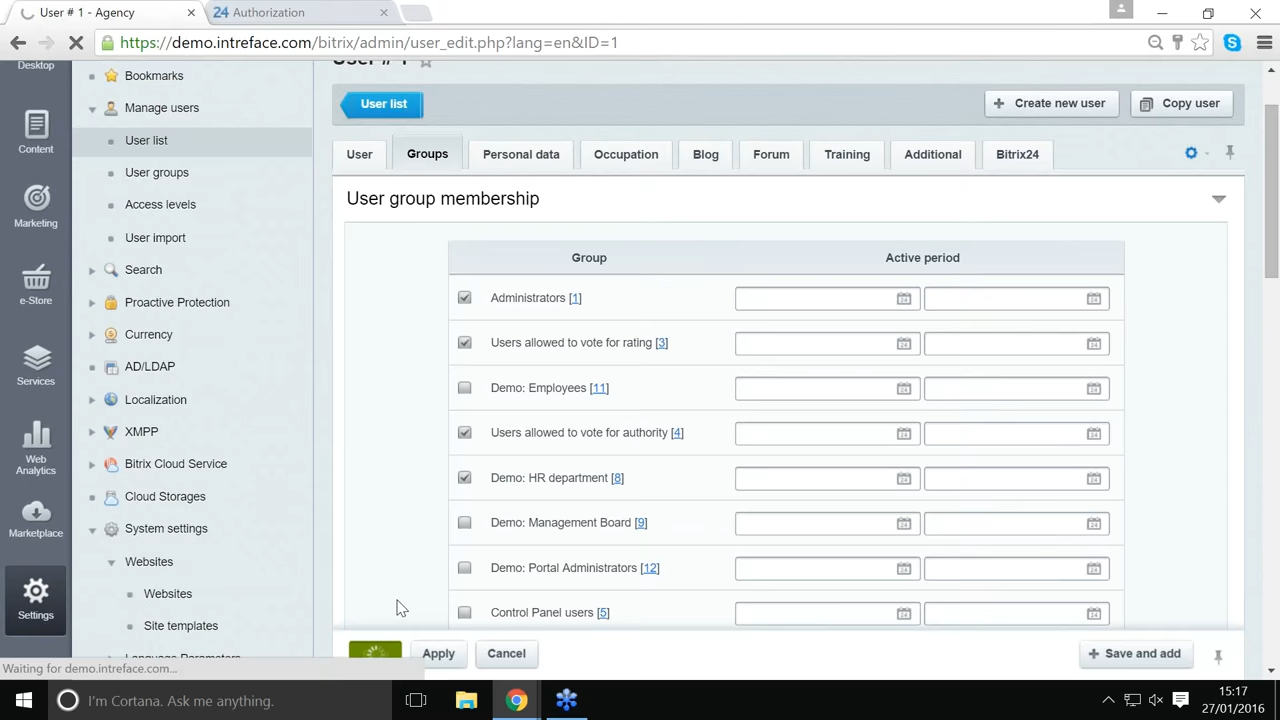 User # 1 - Agency
24 Authorization
https://demo.intreface.com/bitrix/admin/user_edit.php?lang=en&ID=1
Desktop
Content
Marketing
e-Store
Services
Web
Analytics
Marketplace
Settings
Bookmarks
Manage users
User list
User groups
Access levels
User import
Search
Proactive Protection
Currency
AD/LDAP
Localization
XMPP
Bitrix Cloud Service
Cloud Storages
System settings
Websites
Websites
Site templates
Language Parameters
User # 1
User list
Create new user
Copy user
User
Groups
Personal data
Occupation
Blog
Forum
Training
Additional
Bitrix24
User group membership
Group
Active period
Administrators [1]
Users allowed to vote for rating [3]
Demo: Employees [11]
Users allowed to vote for authority [4]
Demo: HR department [8]
Demo: Management Board [9]
Demo: Portal Administrators [12]
Control Panel users [5]
Apply
Cancel
Save and add
Waiting for demo.intreface.com...
I'm Cortana. Ask me anything.
15:17
27/01/2016